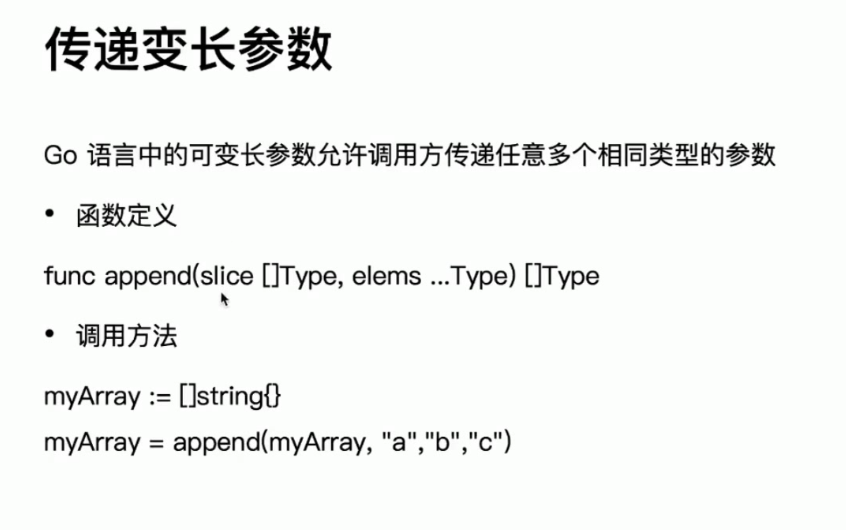 传递变长参数
Go 语言中的可变长参数允许调用方传递任意多个相同类型的参数
• 函数定义
func append(slice []Type, elems ...Type) []Type
• 调用方法
myArray := []string{}
myArray = append(myArray, "a","b","c")